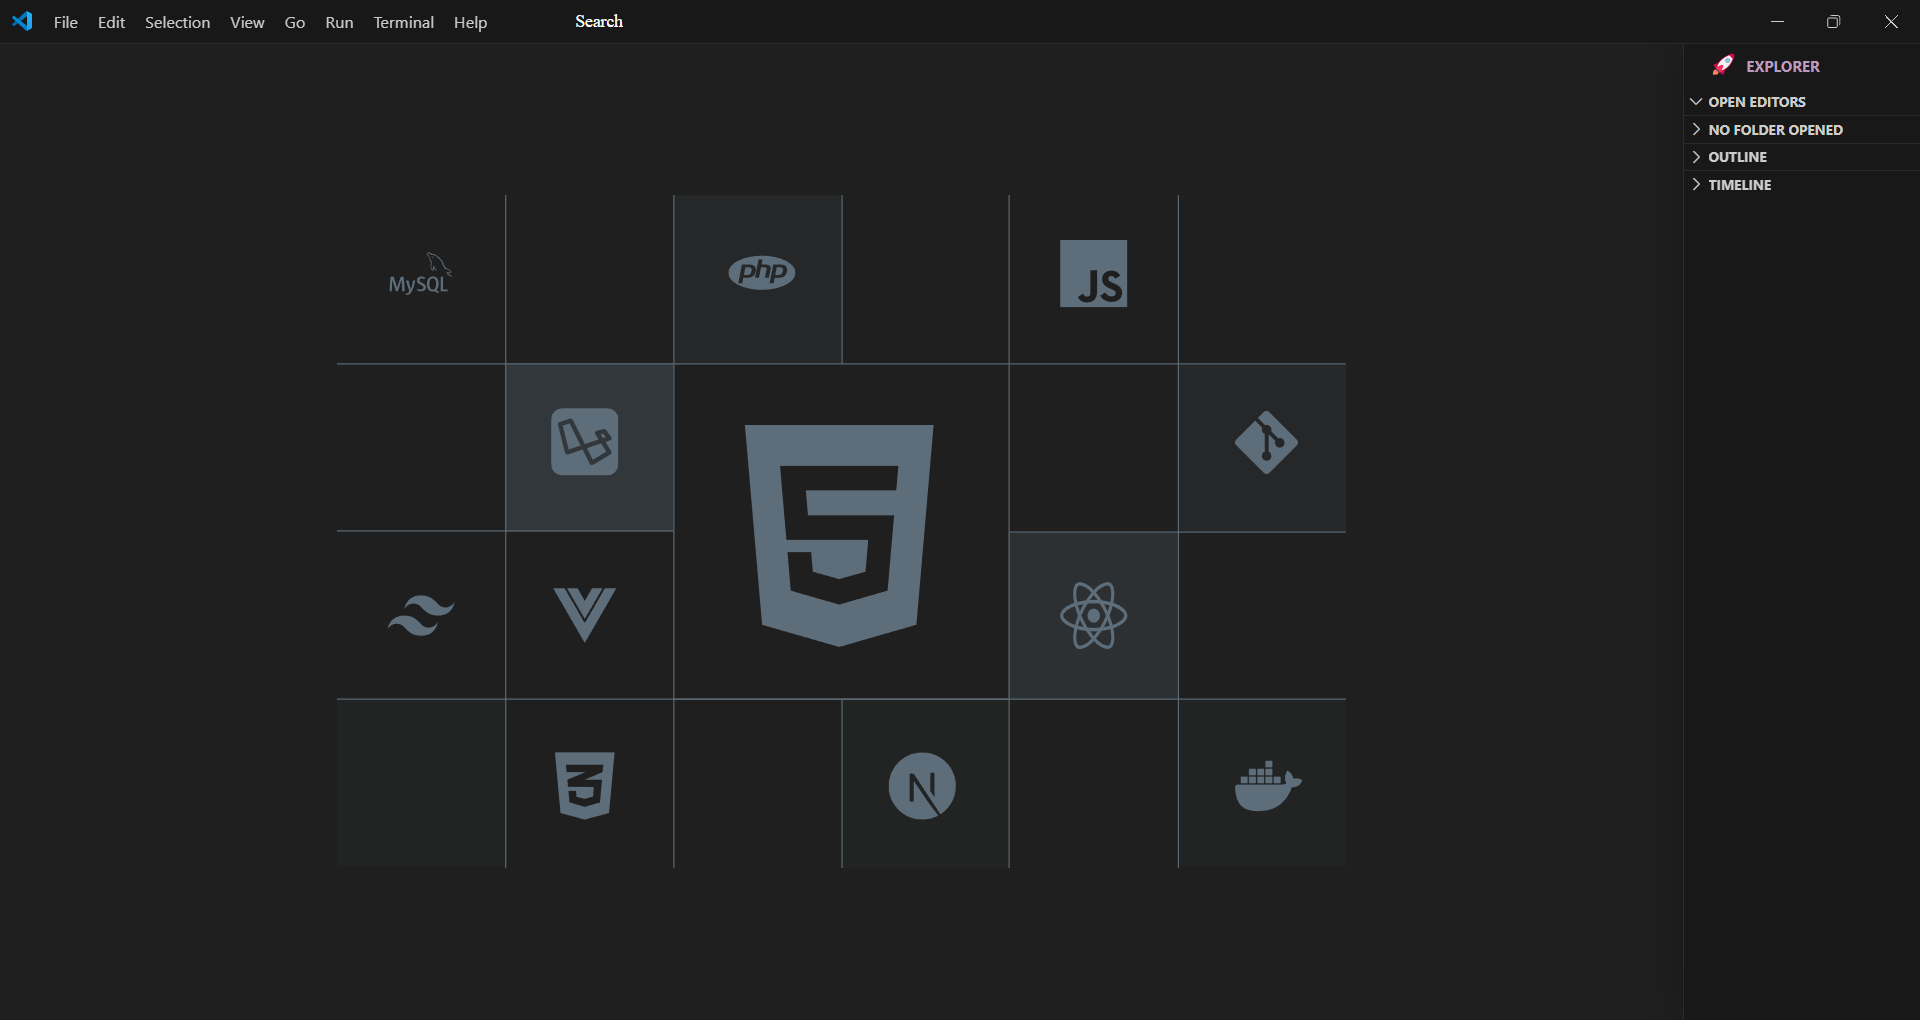 File Edit Selection View Go Run Terminal Help Search
EXPLORER
OPEN EDITORS
NO FOLDER OPENED
OUTLINE
TIMELINE
MySQL
php
JS
5
3
N